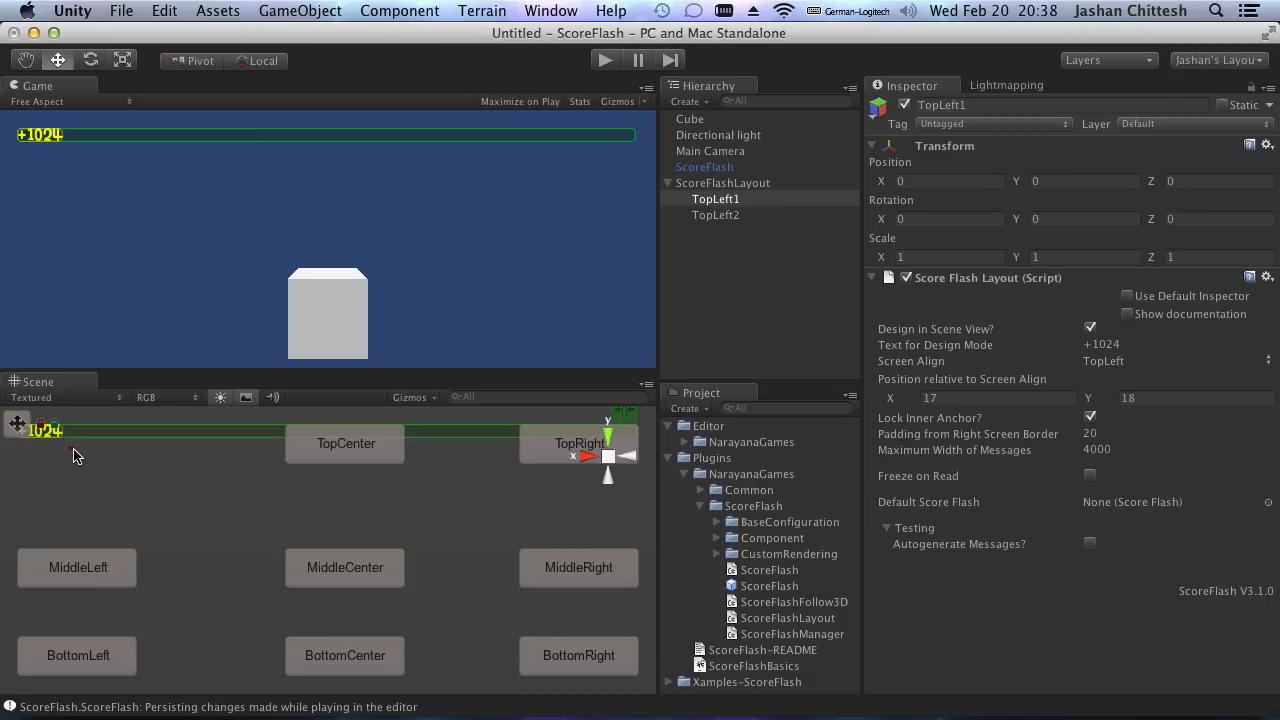 Unity File Edit Assets GameObject Component Terrain Window Help German-Logitech Wed Feb 20 20:38 Jashan Chittesh
Untitled - ScoreFlash - PC and Mac Standalone
Pivot Local Layers Jashan's Layou
Game
Free Aspect Maximize on Play Stats Gizmos
+1024
Scene
Textured RGB Gizmos All
1024
TopCenter TopRight
y
x
MiddleLeft MiddleCenter MiddleRight
BottomLeft BottomCenter BottomRight
Hierarchy
Create All
Cube
Directional light
Main Camera
ScoreFlash
ScoreFlashLayout
TopLeft1
TopLeft2
Project
Create All
Editor
NarayanaGames
Plugins
NarayanaGames
Common
ScoreFlash
BaseConfiguration
Component
CustomRendering
ScoreFlash
ScoreFlash
ScoreFlashFollow3D
ScoreFlashLayout
ScoreFlashManager
ScoreFlash-README
ScoreFlashBasics
Xamples-ScoreFlash
Inspector Lightmapping
TopLeft1 Static
Tag Untagged Layer Default
Transform
Position
X 0 Y 0 Z 0
Rotation
X 0 Y 0 Z 0
Scale
X 1 Y 1 Z 1
Score Flash Layout (Script)
Use Default Inspector
Show documentation
Design in Scene View?
Text for Design Mode +1024
Screen Align TopLeft
Position relative to Screen Align
X 17 Y 18
Lock Inner Anchor?
Padding from Right Screen Border 20
Maximum Width of Messages 4000
Freeze on Read
Default Score Flash None (Score Flash)
Testing
Autogenerate Messages?
ScoreFlash V3.1.0
ScoreFlash.ScoreFlash: Persisting changes made while playing in the editor